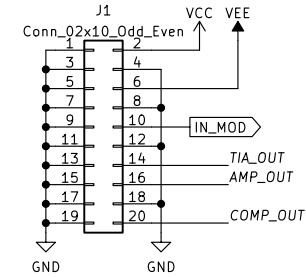 J1
VCC VEE
Conn_02x10_Odd_Even
1 2
3 4
5 6
7 8
9 10 IN_MOD
11 12
13 14 TIA_OUT
15 16 AMP_OUT
17 18
19 20 COMP_OUT
GND GND